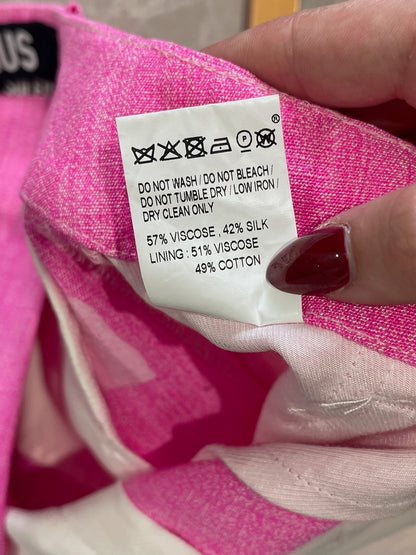 US
®
P W
DO NOT WASH / DO NOT BLEACH /
DO NOT TUMBLE DRY / LOW IRON /
DRY CLEAN ONLY
57% VISCOSE , 42% SILK
LINING : 51% VISCOSE
49% COTTON